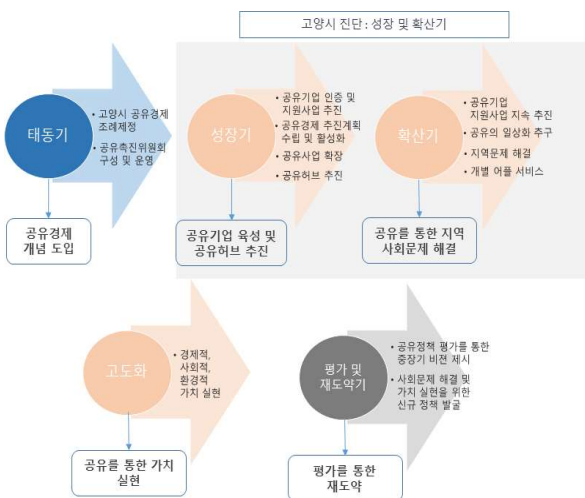 고양시 진단 : 성장 및 확산기
태동기
• 고양시 공유경제
조례제정
• 공유촉진위원회
구성 및 운영
공유경제
개념 도입
성장기
• 공유기업 인증 및
지원사업 추진
• 공유경제 추진계획
수립 및 활성화
• 공유사업 확장
• 공유허브 추진
공유기업 육성 및
공유허브 추진
확산기
• 공유기업
지원사업 지속 추진
• 공유의 일상화 추구
• 지역문제 해결
• 개별 어플 서비스
공유를 통한 지역
사회문제 해결
고도화
• 경제적,
사회적,
환경적
가치 실현
공유를 통한 가치
실현
평가 및
재도약기
• 공유정책 평가를 통한
중장기 비젼 제시
• 사회문제 해결 및
가치 실현을 위한
신규 정책 발굴
평가를 통한
재도약